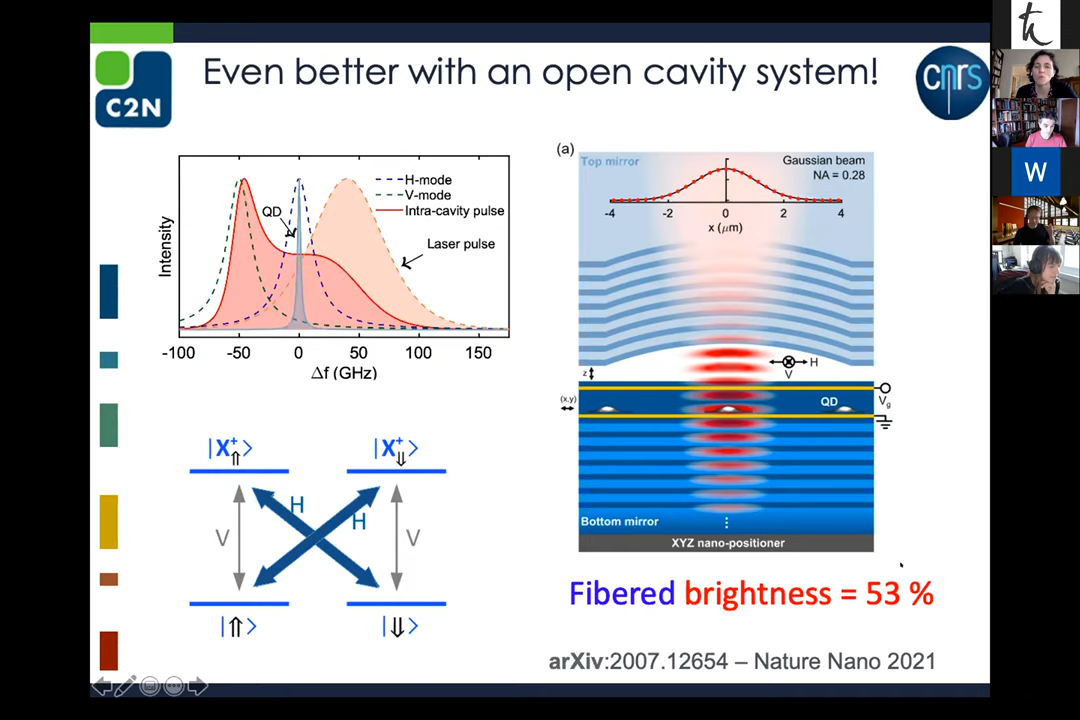 Even better with an open cavity system!
C2N
cnrs
H-mode
V-mode
Intra-cavity pulse
QD
Laser pulse
Intensity
-100 -50 0 50 100 150
Δf (GHz)
(a)
Top mirror
Gaussian beam
NA = 0.28
-4 -2 0 2 4
x (μm)
H
V
z
(x,y)
QD
Vg
Bottom mirror
XYZ nano-positioner
|X⁺⇑> |X⁺⇓>
H
H
V V
|⇑> |⇓>
Fibered brightness = 53 %
arXiv:2007.12654 – Nature Nano 2021
W